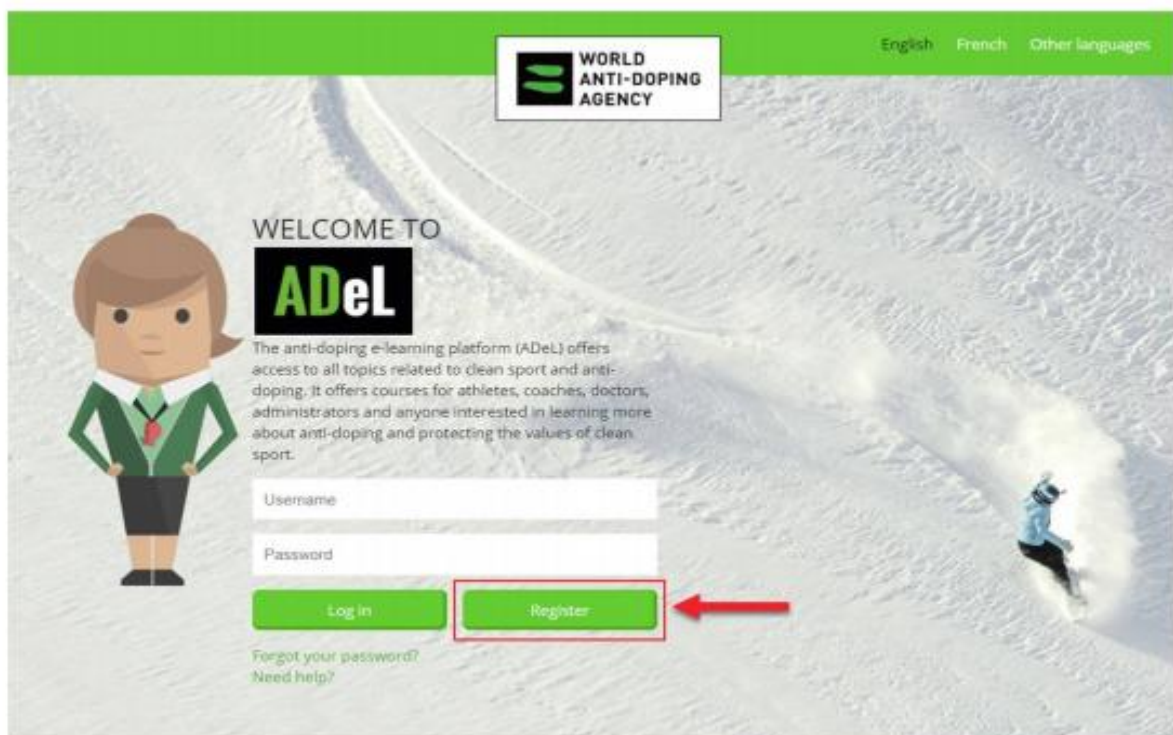 English French Other languages
WORLD
ANTI-DOPING
AGENCY
WELCOME TO
ADeL
The anti-doping e-learning platform (ADeL) offers
access to all topics related to clean sport and anti-
doping. It offers courses for athletes, coaches, doctors,
administrators and anyone interested in learning more
about anti-doping and protecting the values of clean
sport.
Username
Password
Log in Register
Forgot your password?
Need help?